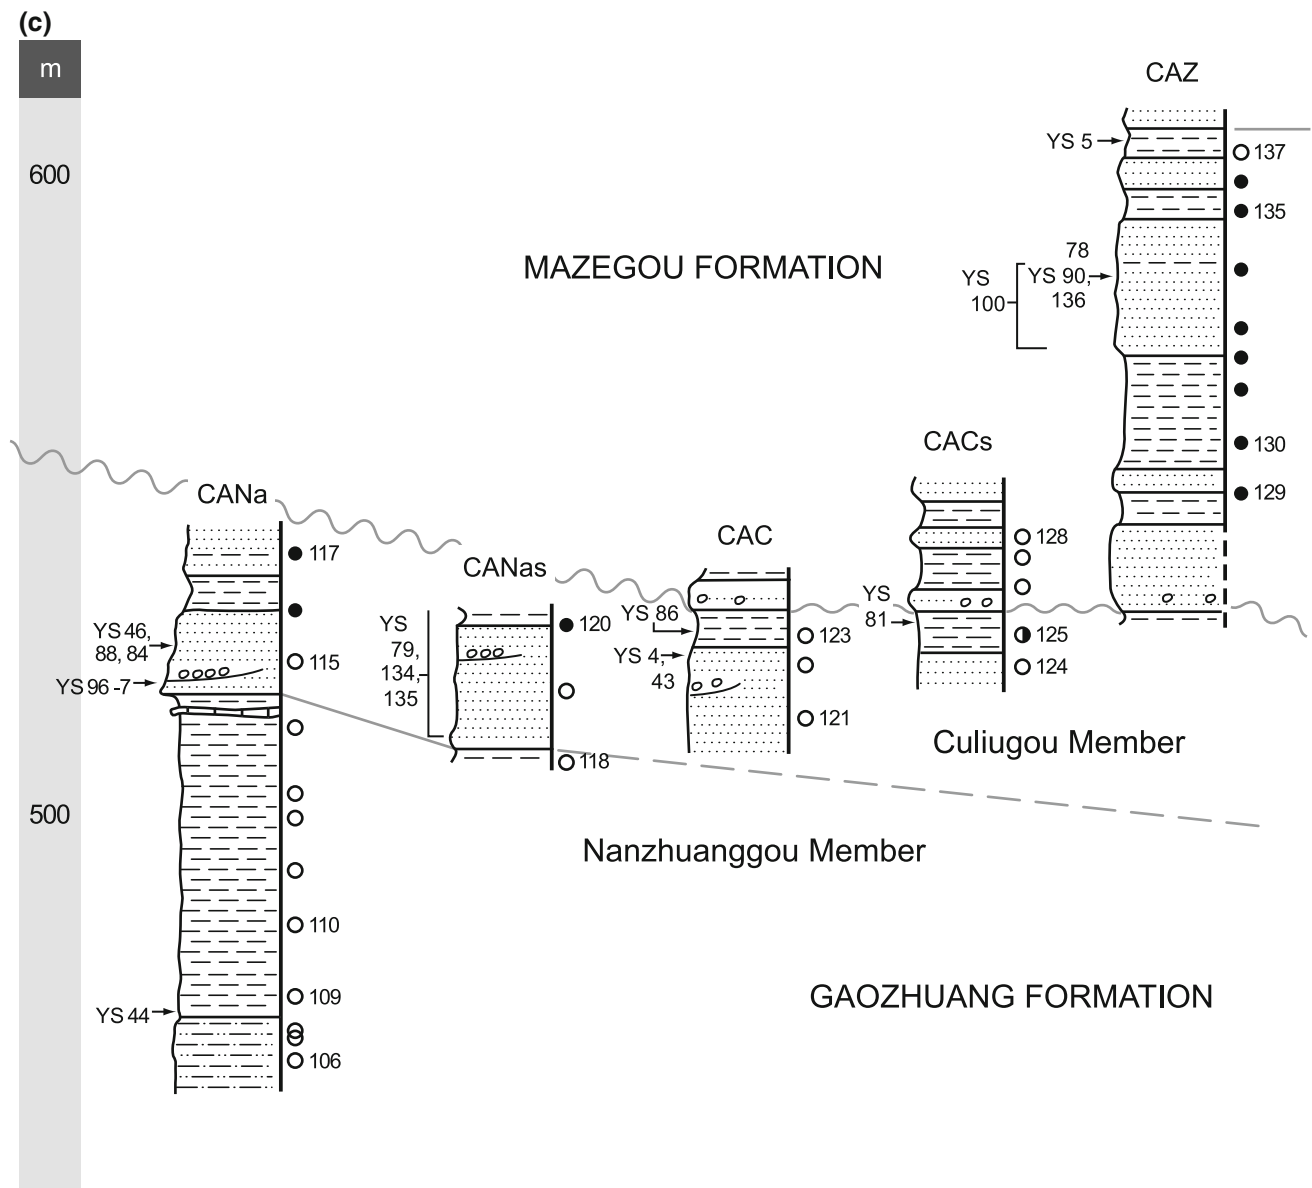 (c)
m
600
500
CAZ
YS 5
137
135
78
YS 90,
136
YS
100
130
129
MAZEGOU FORMATION
CACs
128
YS
81
125
124
CANa
117
YS 46,
88, 84
115
YS 96-7
110
109
YS 44
106
CANas
YS
79,
134,
135
120
118
CAC
YS 86
123
YS 4,
43
121
Culiugou Member
Nanzhuanggou Member
GAOZHUANG FORMATION